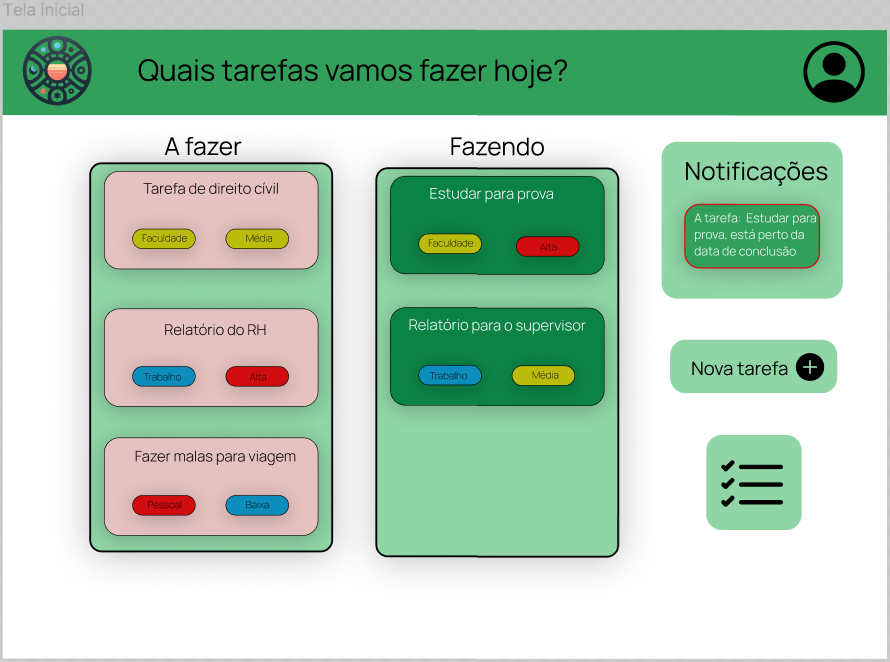 Tela inicial
Quais tarefas vamos fazer hoje?
A fazer
Tarefa de direito cívil
Faculdade
Média
Relatório do RH
Trabalho
Alta
Fazer malas para viagem
Pessoal
Baixa
Fazendo
Estudar para prova
Faculdade
Alta
Relatório para o supervisor
Trabalho
Média
Notificações
A tarefa: Estudar para
prova, está perto da
data de conclusão
Nova tarefa